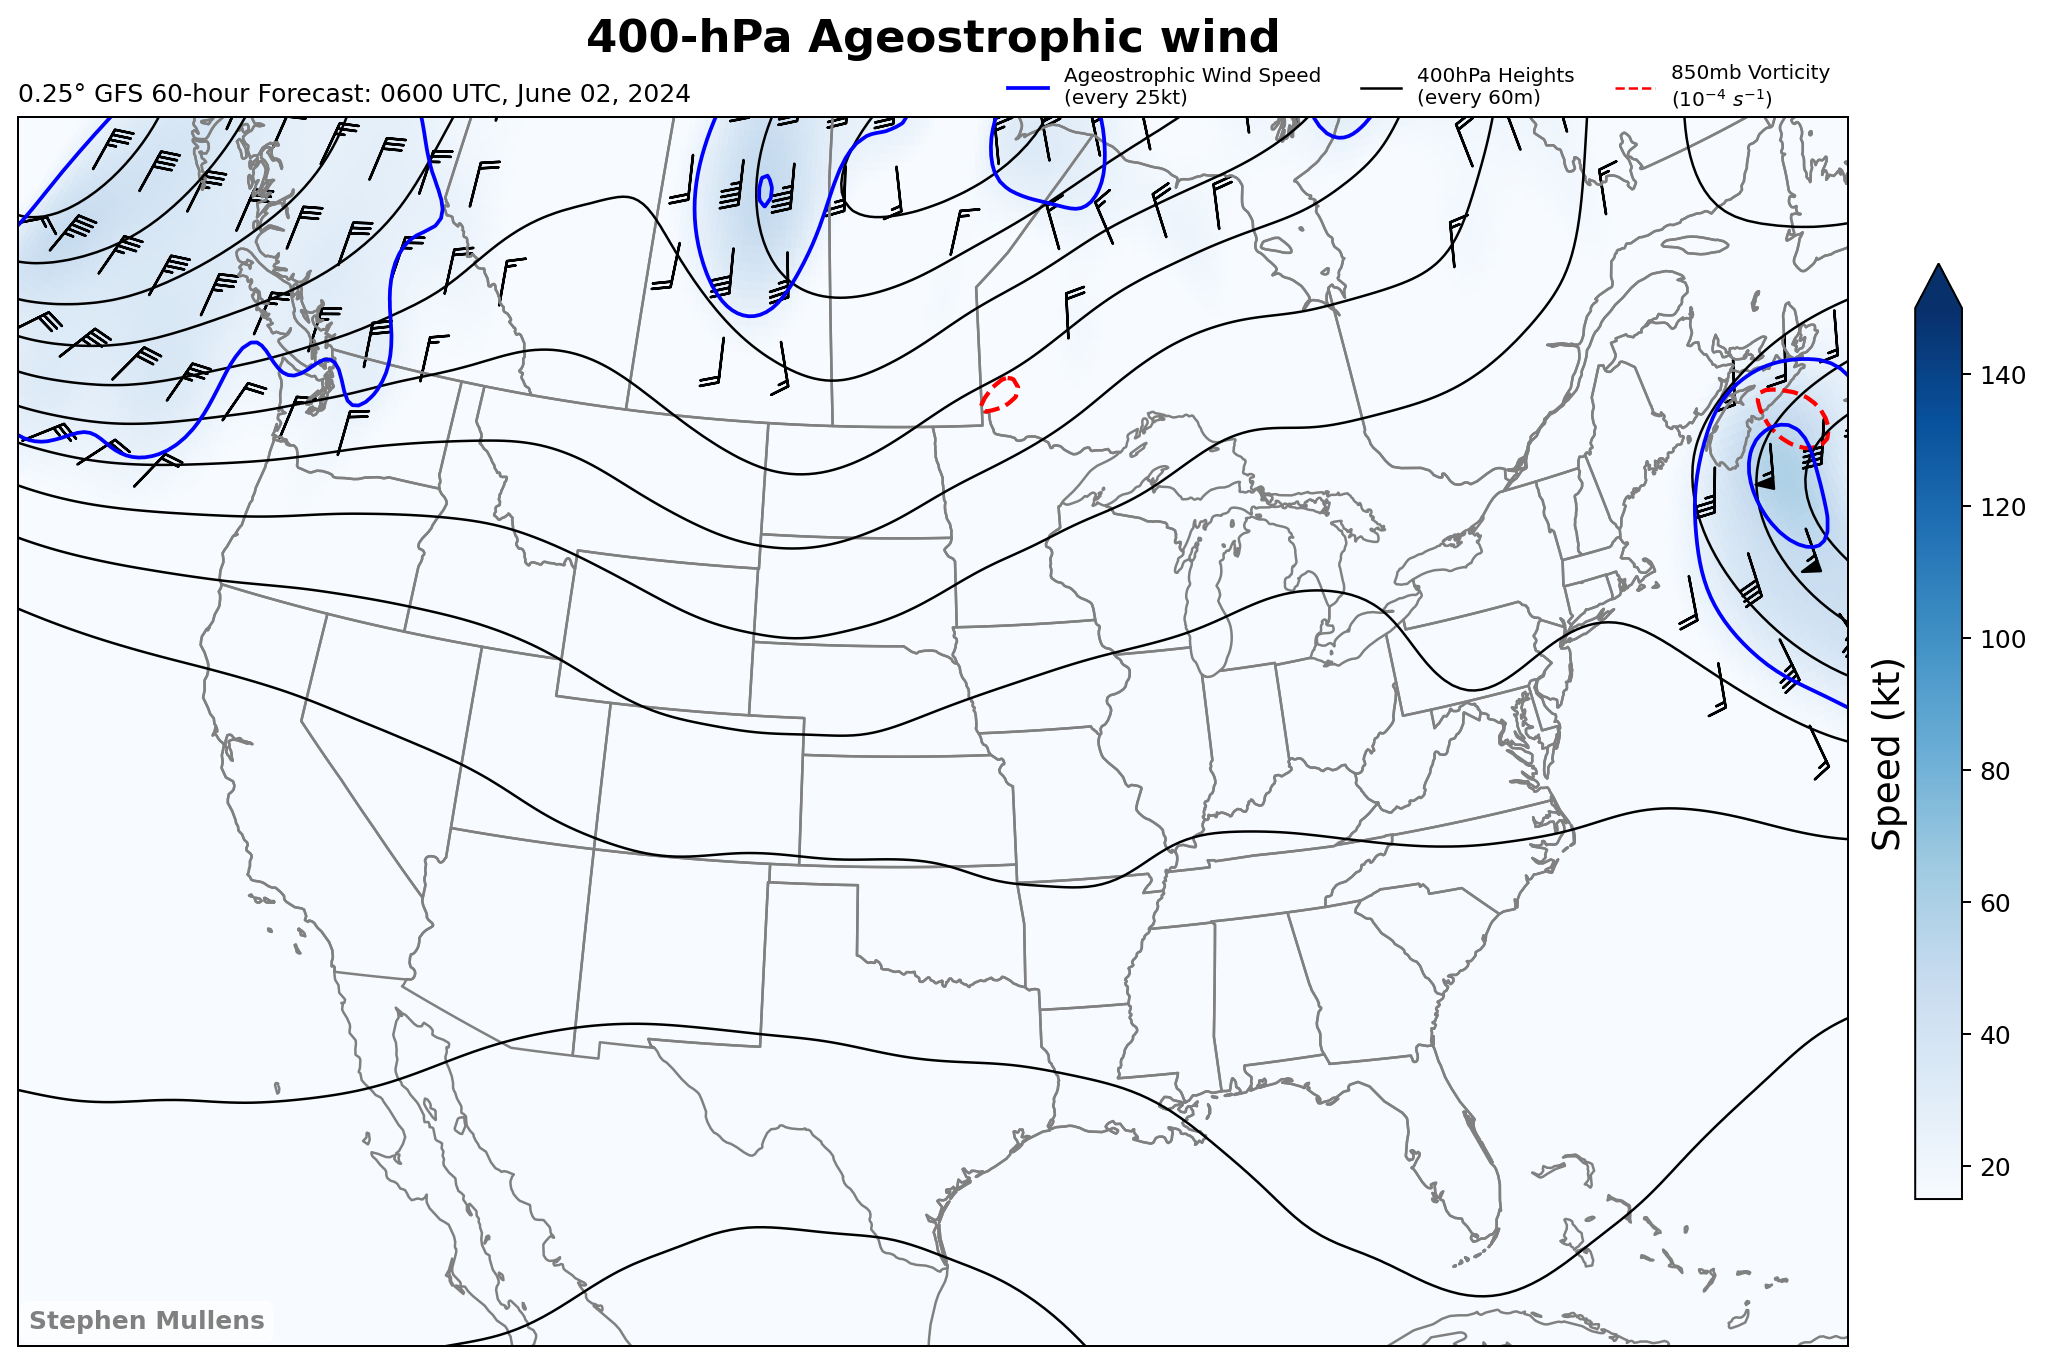 400-hPa Ageostrophic wind
0.25° GFS 60-hour Forecast: 0600 UTC, June 02, 2024
Ageostrophic Wind Speed
(every 25kt)
400hPa Heights
(every 60m)
850mb Vorticity
(10⁻⁴ s⁻¹)
140
120
100
80
60
40
20
Speed (kt)
Stephen Mullens